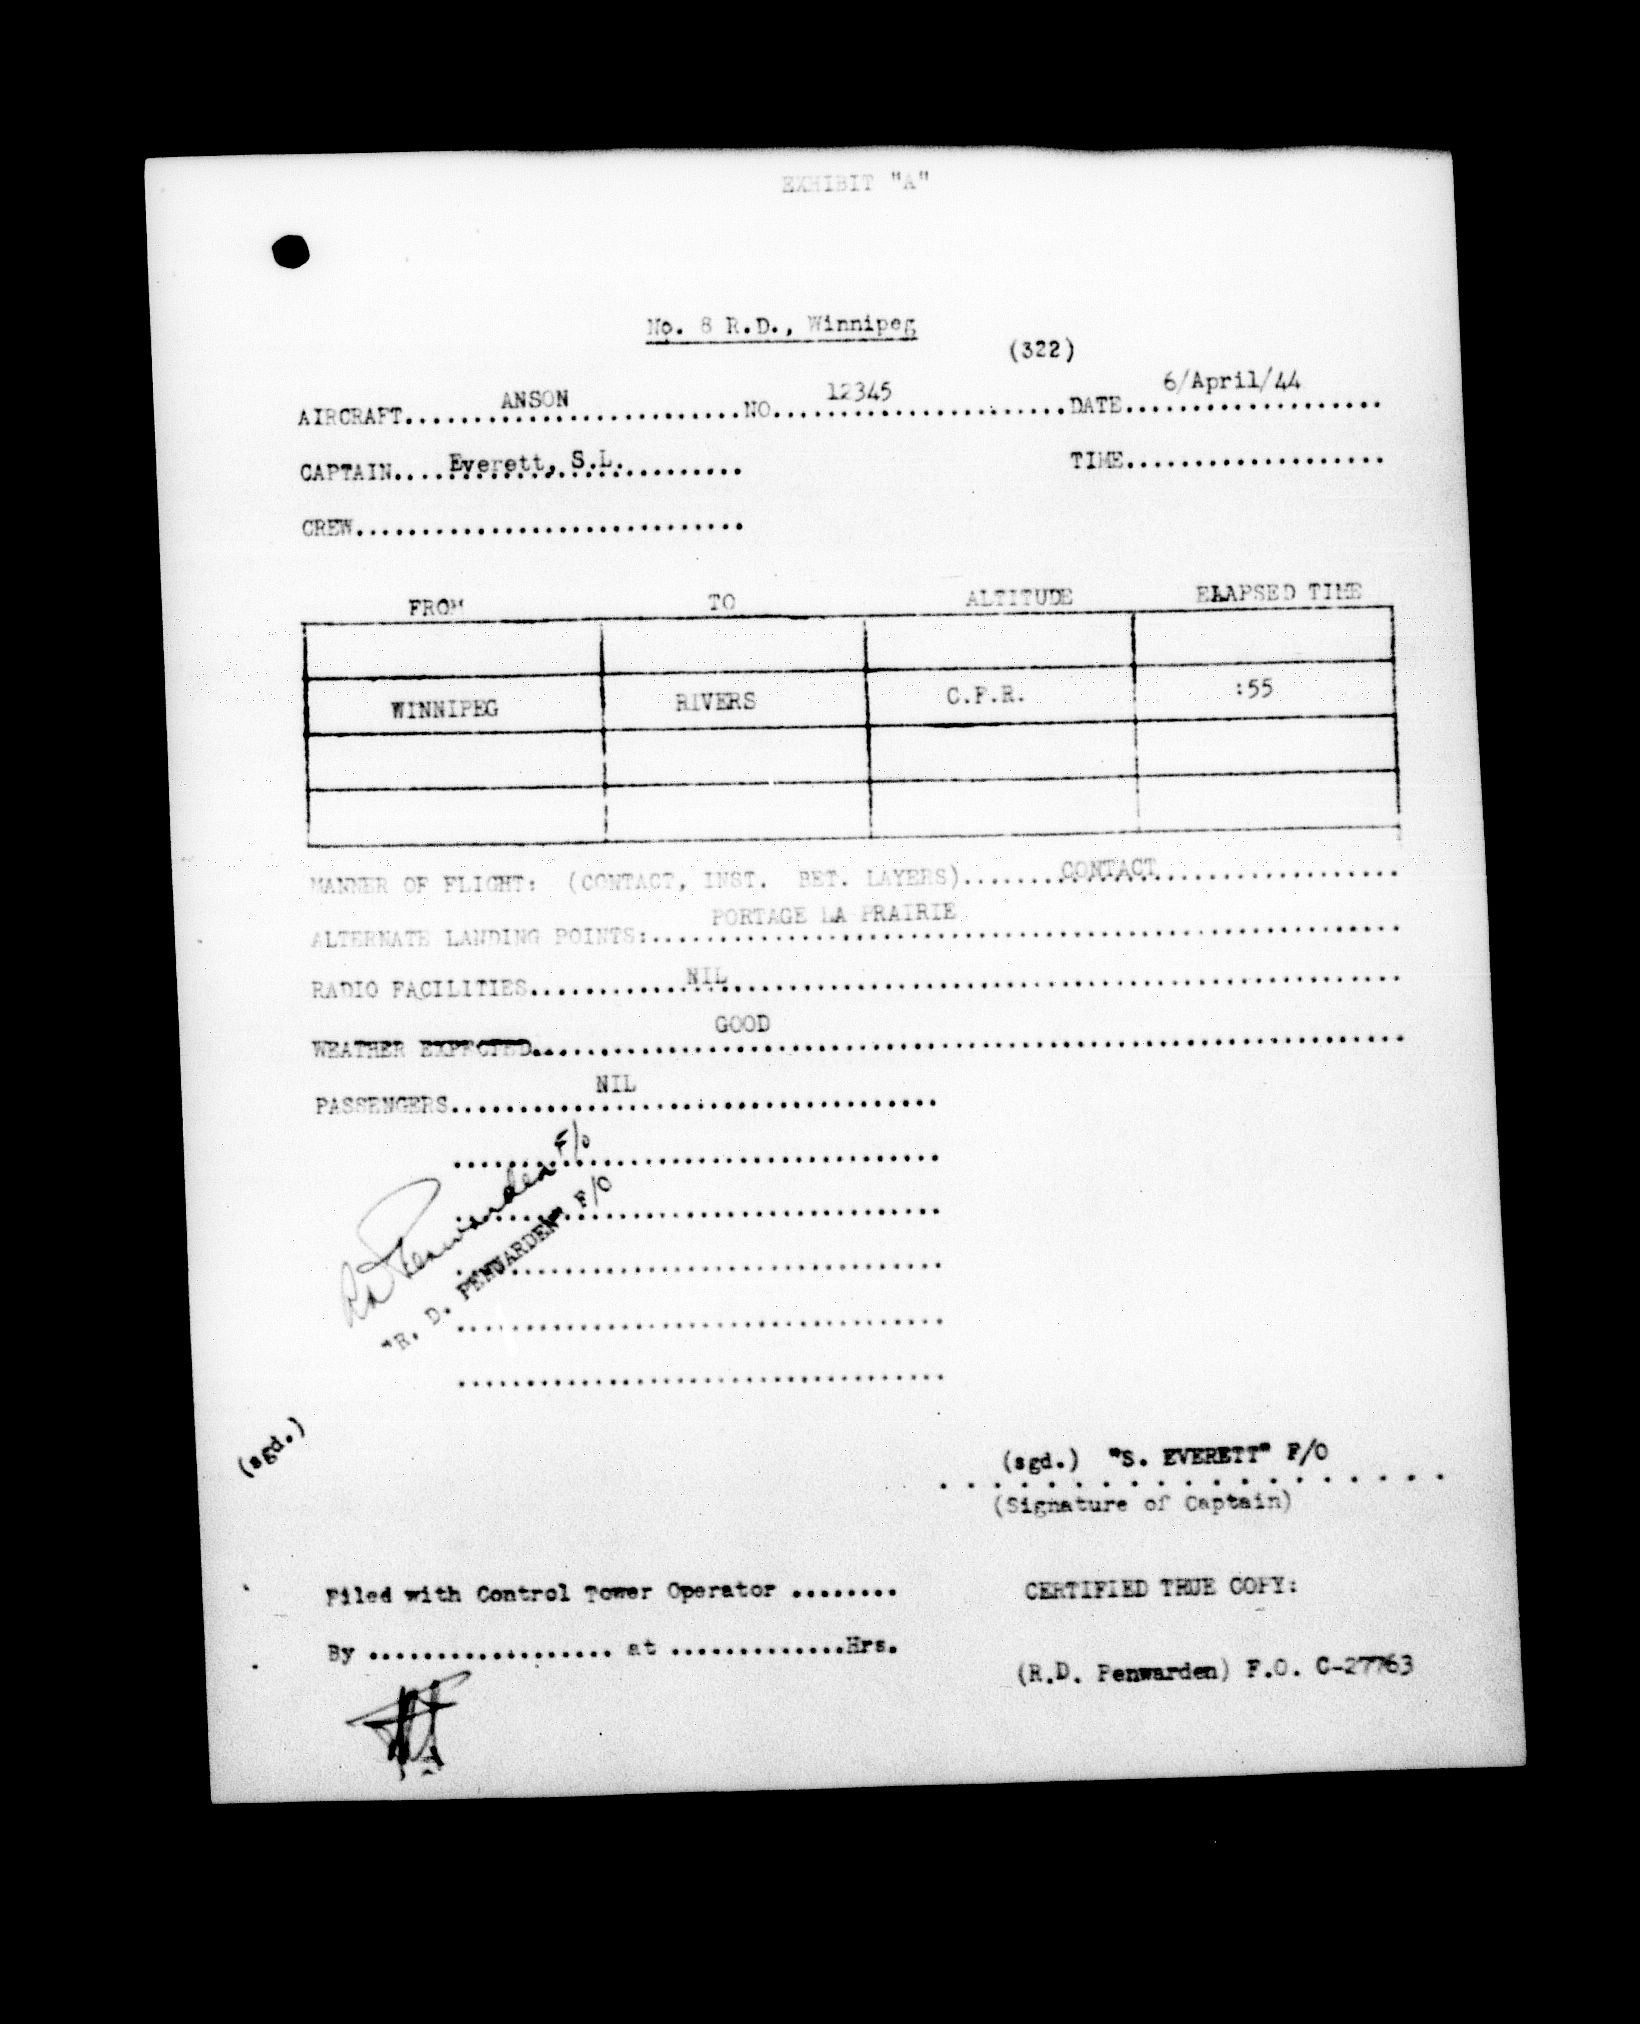 EXHIBIT "A"
No. 8 R.D., Winnipeg
(322)
AIRCRAFT......ANSON..............NO......12345..............DATE...6/April/44......
CAPTAIN....Everett, S.L..........TIME...................
CREW.............................
FROM TO ALTITUDE ELAPSED TIME
WINNIPEG RIVERS C.F.R. :55
MANNER OF FLIGHT: (CONTACT, INST. BET. LAYERS).......CONTACT..................
ALTERNATE LANDING POINTS:.....PORTAGE LA PRAIRIE..................................
RADIO FACILITIES............NIL..................................................
WEATHER EXPECTED..............GOOD...............................................
PASSENGERS...........NIL......................
R D Penwarden F/O
"R. D. PENWARDEN" F/O
(sgd.)
(sgd.) "S. EVERETT" F/O
(Signature of Captain)
Filed with Control Tower Operator ........ CERTIFIED TRUE COPY:
By .................. at .............Hrs.
(R.D. Penwarden) F.O. C-27763